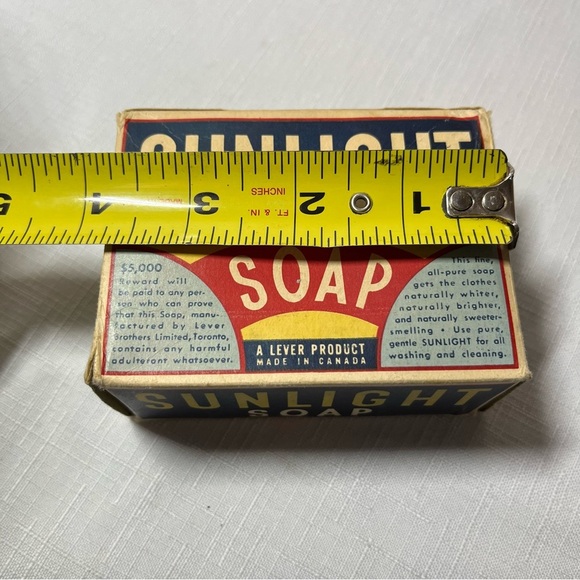 SUNLIGHT
5 4 3 2 1
FT. & IN.
INCHES
SOAP
$5,000
Reward will
be paid to any per-
son who can prove
that this Soap, manu-
factured by Lever
Brothers Limited, Toronto,
contains any harmful
adulterant whatsoever.
This fine,
all-pure soap
gets the clothes
naturally whiter,
naturally brighter,
and naturally sweeter-
smelling • Use pure,
gentle SUNLIGHT for all
washing and cleaning.
A LEVER PRODUCT
MADE IN CANADA
SUNLIGHT
SOAP